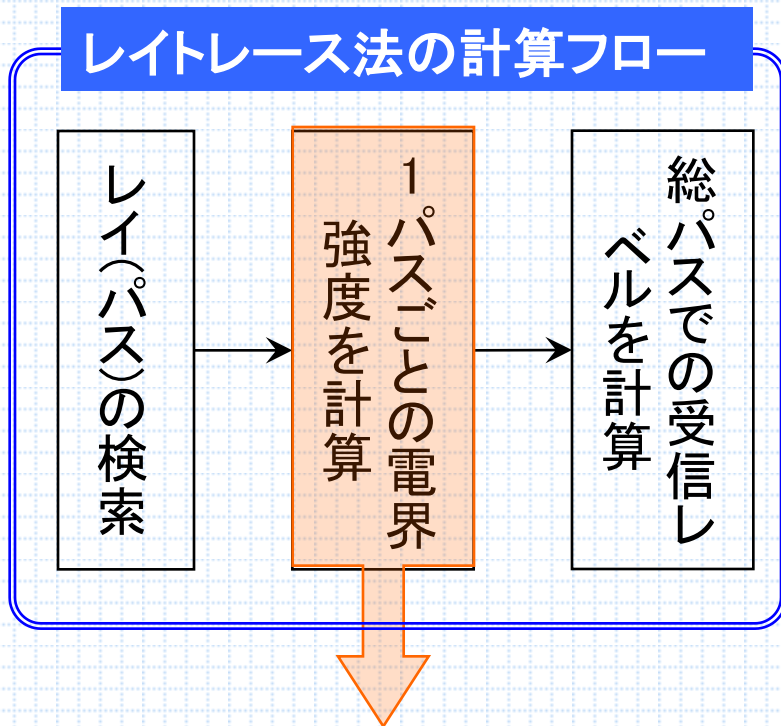 レイトレース法の計算フロー
レイ(パス)の検索
1パスごとの電界
強度を計算
総パスでの受信レ
ベルを計算